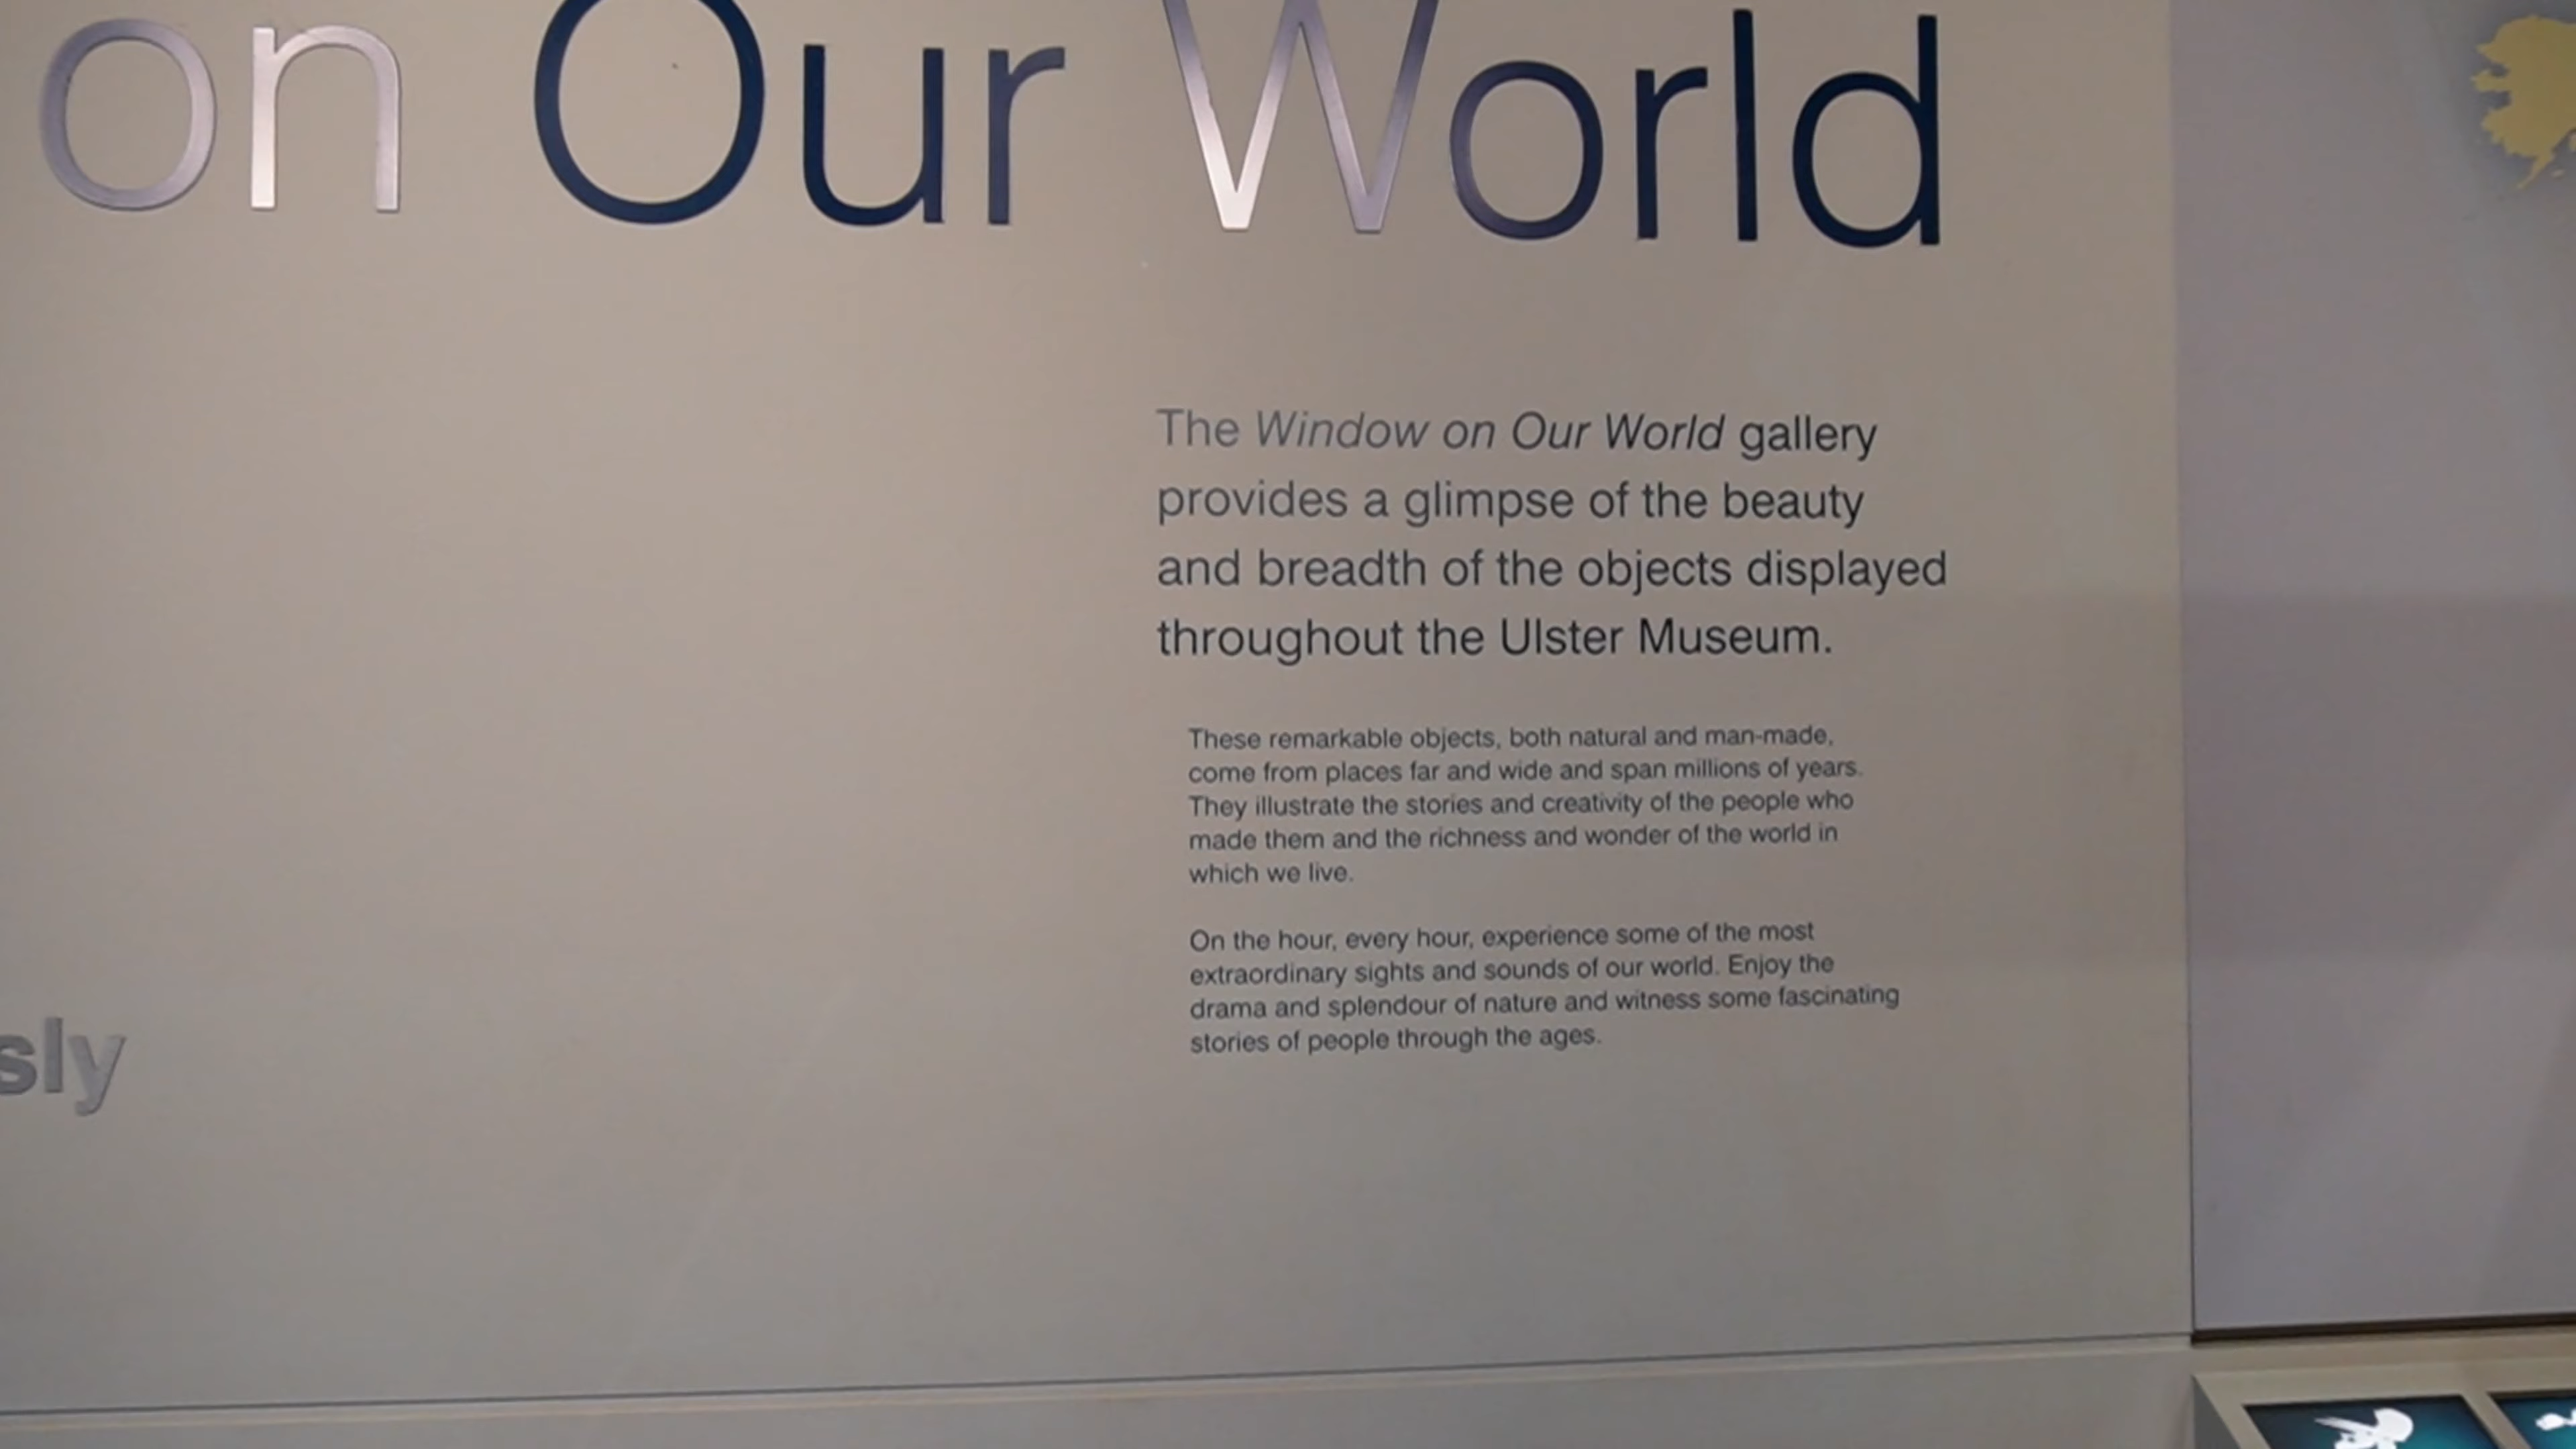 on Our World
The Window on Our World gallery
provides a glimpse of the beauty
and breadth of the objects displayed
throughout the Ulster Museum.
These remarkable objects, both natural and man-made,
come from places far and wide and span millions of years.
They illustrate the stories and creativity of the people who
made them and the richness and wonder of the world in
which we live.
On the hour, every hour, experience some of the most
extraordinary sights and sounds of our world. Enjoy the
drama and splendour of nature and witness some fascinating
stories of people through the ages.
sly